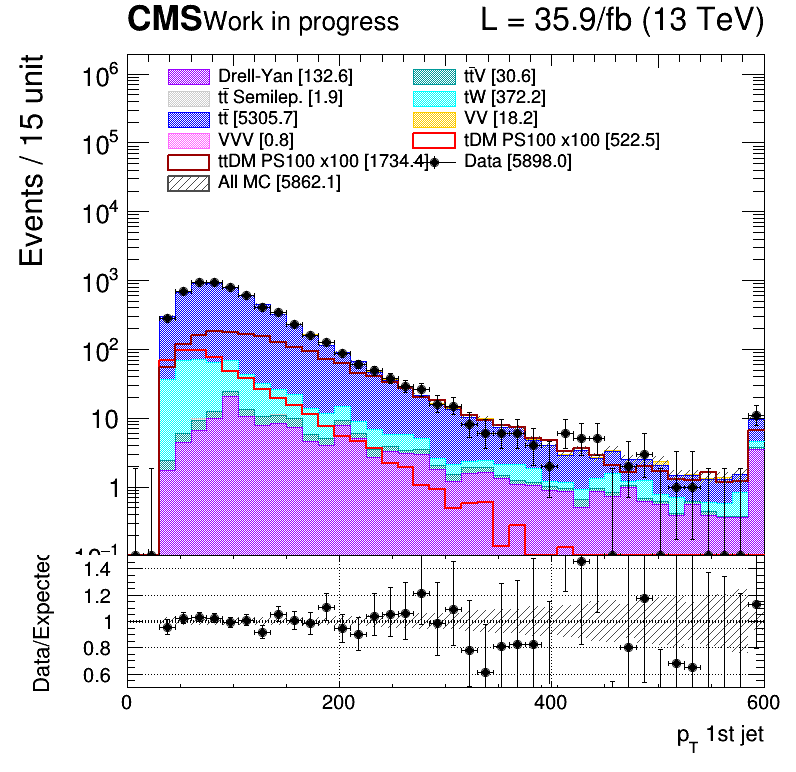 CMS Work in progress L = 35.9/fb (13 TeV)
Events / 15 unit
10⁶
10⁵
10⁴
10³
10²
10
1
10⁻¹
Drell-Yan [132.6] tt̄V [30.6]
tt̄ Semilep. [1.9] tW [372.2]
tt̄ [5305.7] VV [18.2]
VVV [0.8] tDM PS100 x100 [522.5]
ttDM PS100 x100 [1734.4] Data [5898.0]
All MC [5862.1]
Data/Expected
1.4
1.2
1
0.8
0.6
0 200 400 600
p_T 1st jet